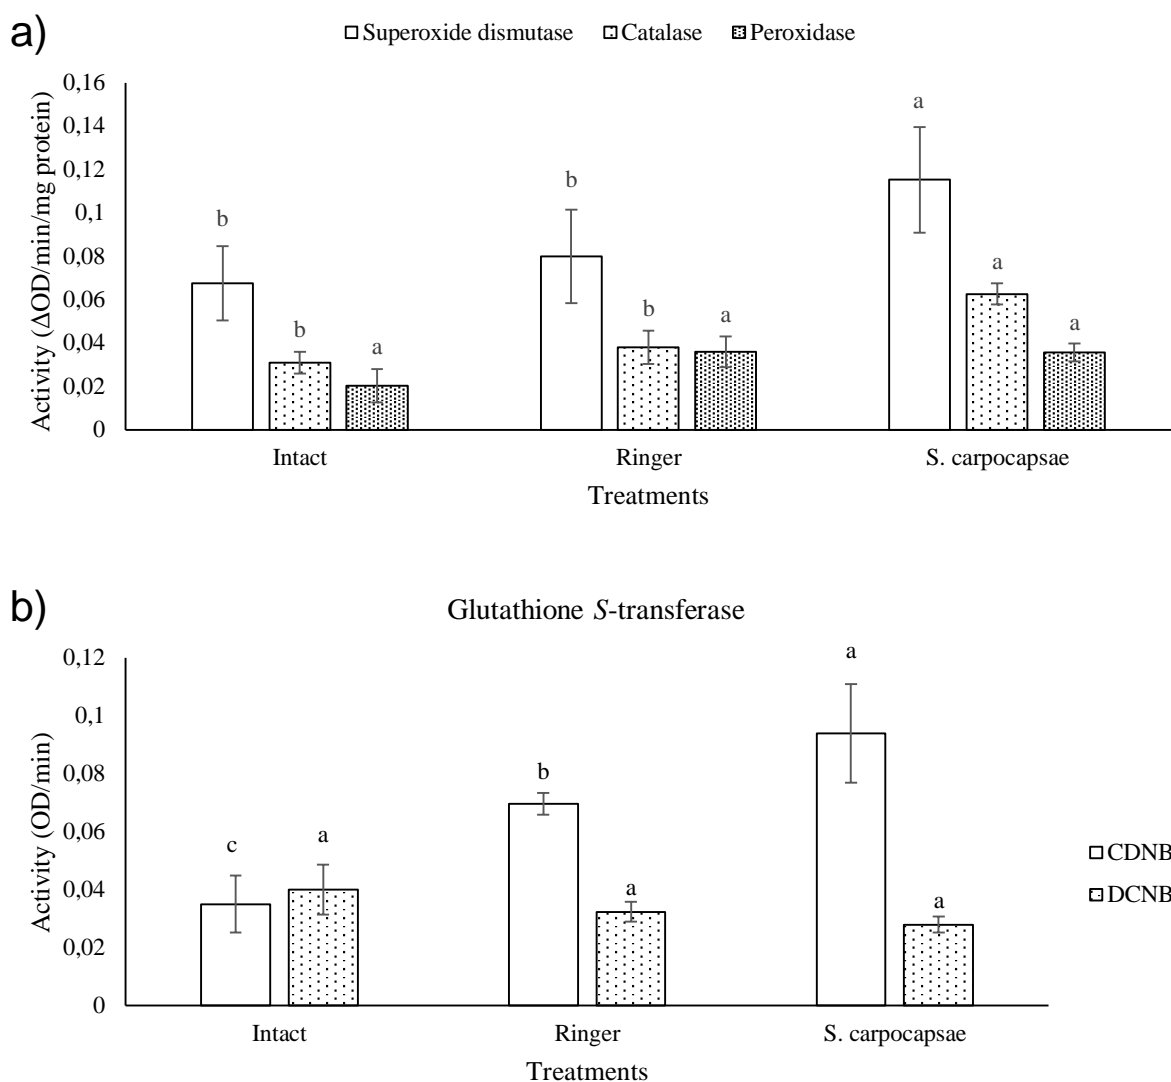 a)
Superoxide dismutase Catalase Peroxidase
0,16
0,14
0,12
0,1
0,08
0,06
0,04
0,02
0
Activity (ΔOD/min/mg protein)
b b a
b b a
a a a
Intact Ringer S. carpocapsae
Treatments
b)
Glutathione S-transferase
0,12
0,1
0,08
0,06
0,04
0,02
0
Activity (OD/min)
c a
b a
a a
CDNB
DCNB
Intact Ringer S. carpocapsae
Treatments